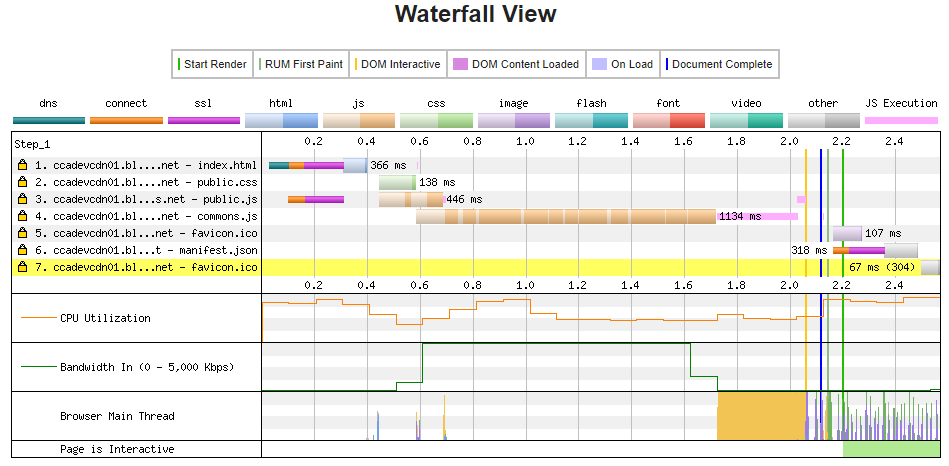 Waterfall View
Start Render RUM First Paint DOM Interactive DOM Content Loaded On Load Document Complete
dns connect ssl html js css image flash font video other JS Execution
Step_1 0.2 0.4 0.6 0.8 1.0 1.2 1.4 1.6 1.8 2.0 2.2 2.4
1. ccadevcdn01.bl....net - index.html 366 ms
2. ccadevcdn01.bl....net - public.css 138 ms
3. ccadevcdn01.bl...s.net - public.js 446 ms
4. ccadevcdn01.bl....net - commons.js 1134 ms
5. ccadevcdn01.bl....net - favicon.ico 107 ms
6. ccadevcdn01.bl...t - manifest.json 318 ms
7. ccadevcdn01.bl....net - favicon.ico 67 ms (304)
0.2 0.4 0.6 0.8 1.0 1.2 1.4 1.6 1.8 2.0 2.2 2.4
CPU Utilization
Bandwidth In (0 - 5,000 Kbps)
Browser Main Thread
Page is Interactive